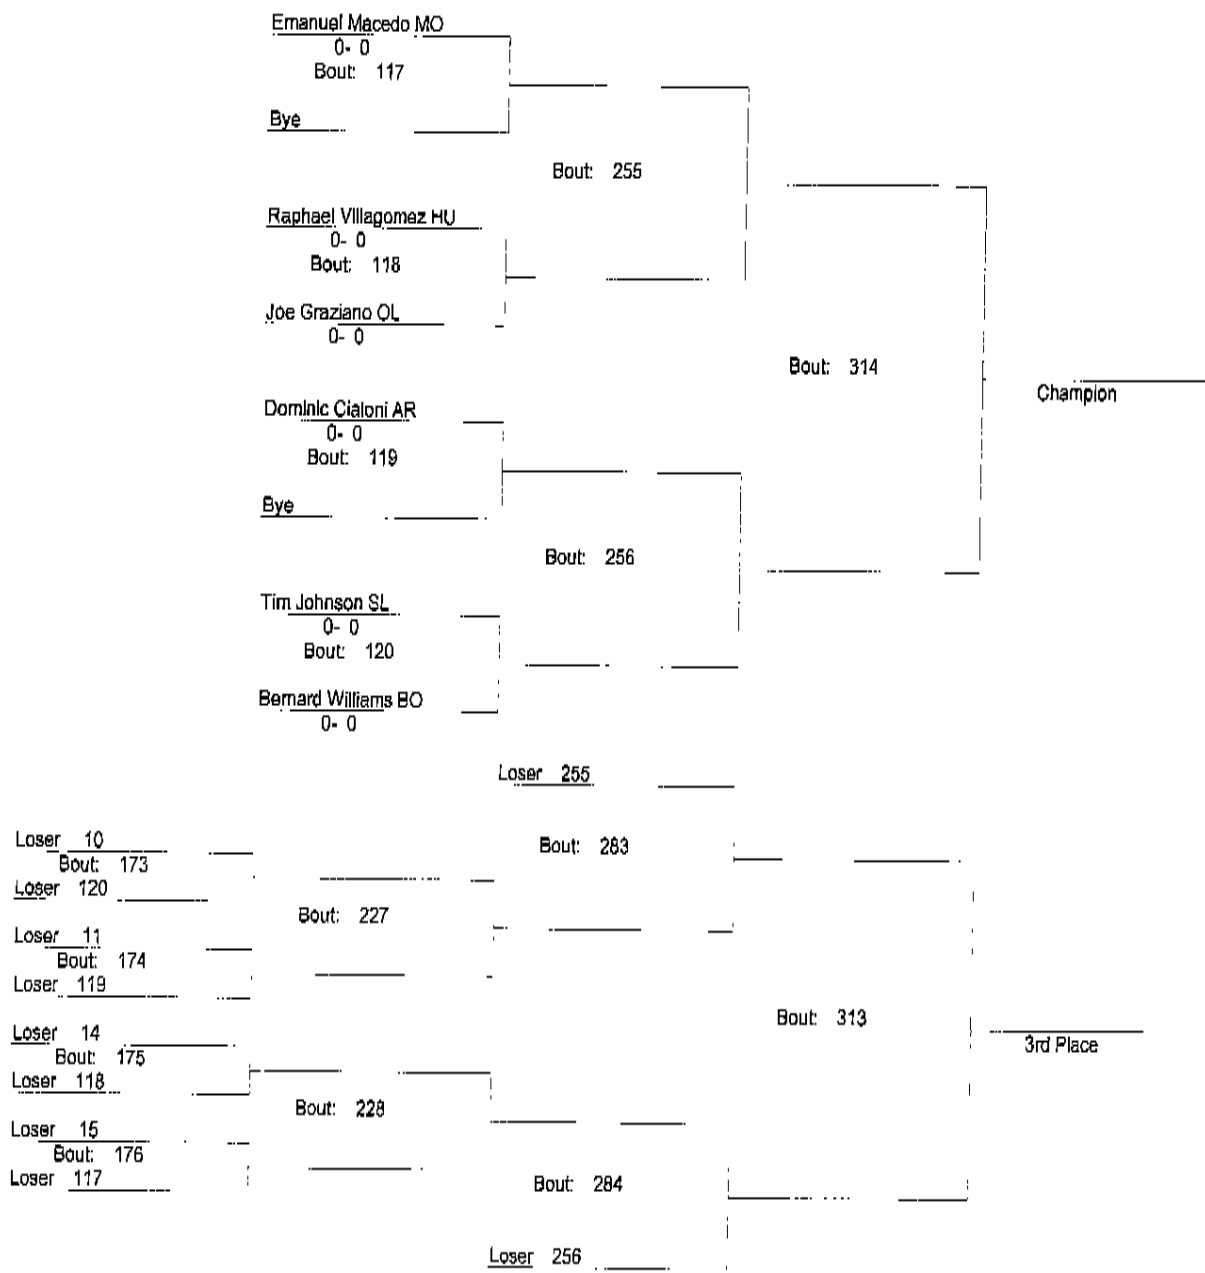 Emanuel Macedo MO
0- 0
Bout: 117
Bye
Bout: 255
Raphael Villagomez HU
0- 0
Bout: 118
Joe Graziano OL
0- 0
Bout: 314
Champion
Dominic Cialoni AR
0- 0
Bout: 119
Bye
Bout: 256
Tim Johnson SL
0- 0
Bout: 120
Bernard Williams BO
0- 0
Loser 255
Loser 10
Bout: 173
Loser 120
Bout: 283
Bout: 227
Loser 11
Bout: 174
Loser 119
Bout: 313
3rd Place
Loser 14
Bout: 175
Loser 118
Bout: 228
Loser 15
Bout: 176
Loser 117
Bout: 284
Loser 256